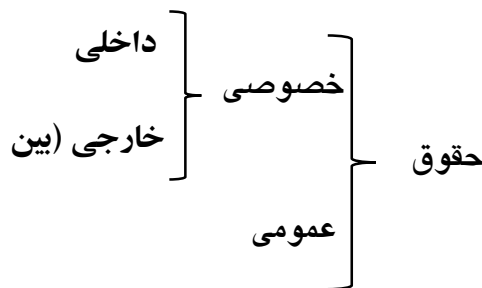 داخلی
خصوصی
خارجی (بین
حقوق
عمومی